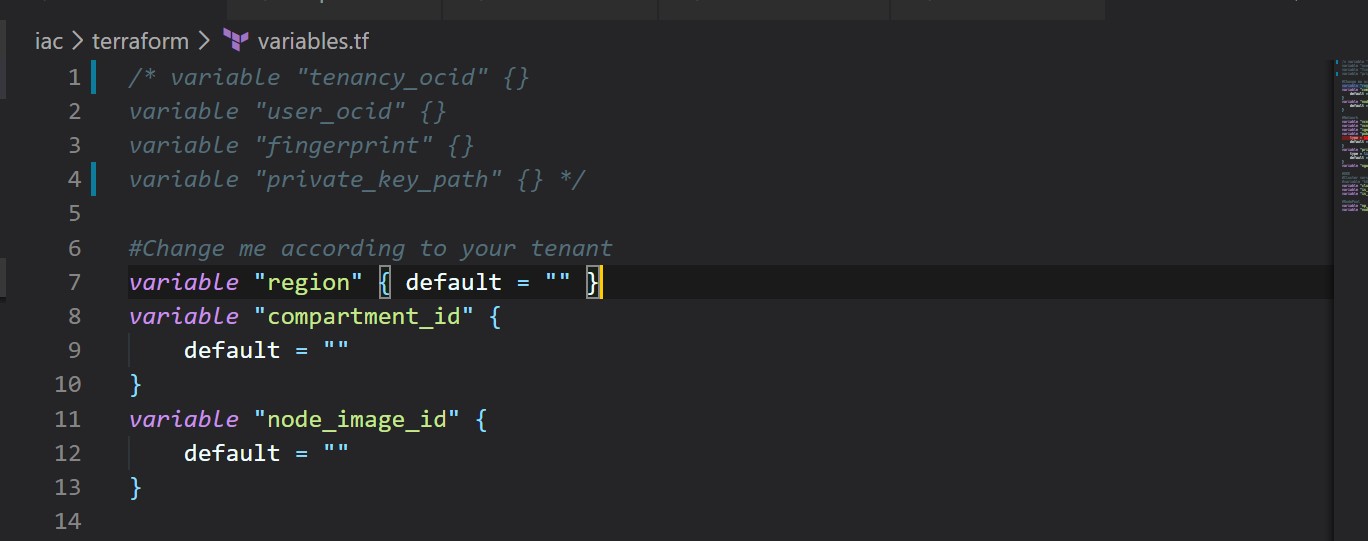 iac > terraform > variables.tf
1 /* variable "tenancy_ocid" {}
2 variable "user_ocid" {}
3 variable "fingerprint" {}
4 variable "private_key_path" {} */
5
6 #Change me according to your tenant
7 variable "region" { default = "" }
8 variable "compartment_id" {
9     default = ""
10 }
11 variable "node_image_id" {
12     default = ""
13 }
14